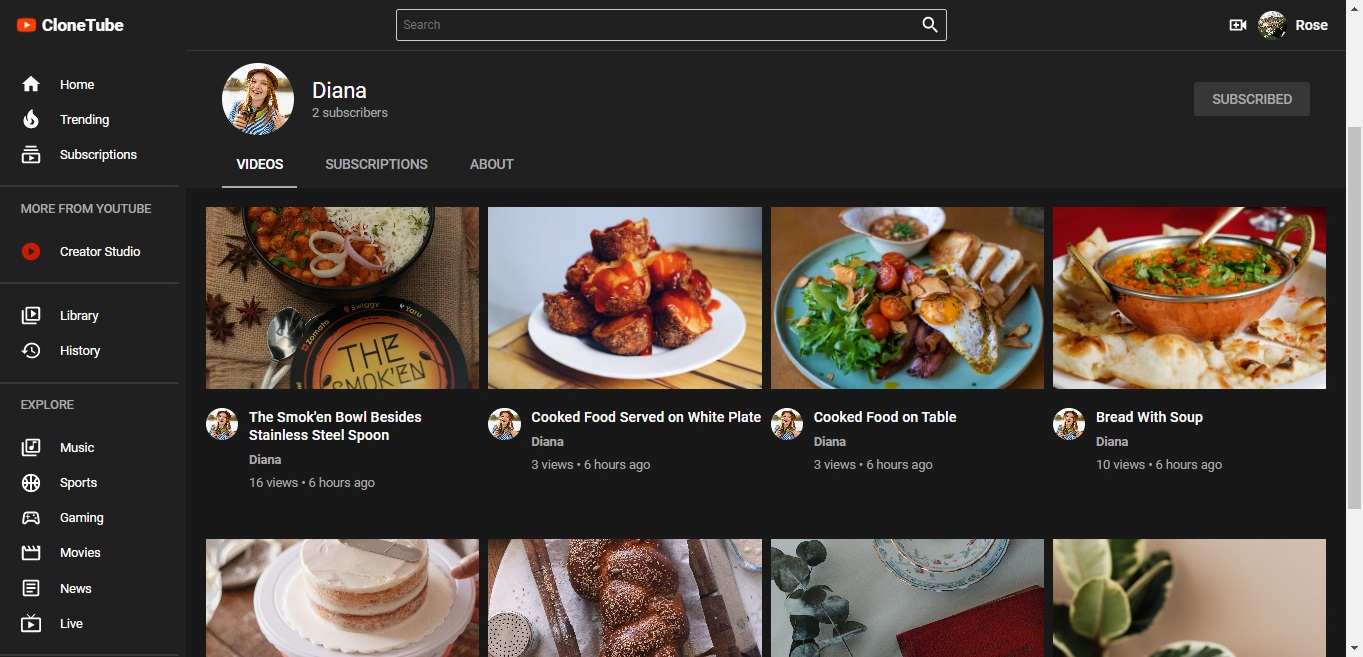 CloneTube
Search
Rose
Home
Trending
Subscriptions
MORE FROM YOUTUBE
Creator Studio
Library
History
EXPLORE
Music
Sports
Gaming
Movies
News
Live
Diana
2 subscribers
SUBSCRIBED
VIDEOS SUBSCRIPTIONS ABOUT
Zomato Swiggy Yaru
THE
SMOK'EN
The Smok'en Bowl Besides
Stainless Steel Spoon
Diana
16 views • 6 hours ago
Cooked Food Served on White Plate
Diana
3 views • 6 hours ago
Cooked Food on Table
Diana
3 views • 6 hours ago
Bread With Soup
Diana
10 views • 6 hours ago